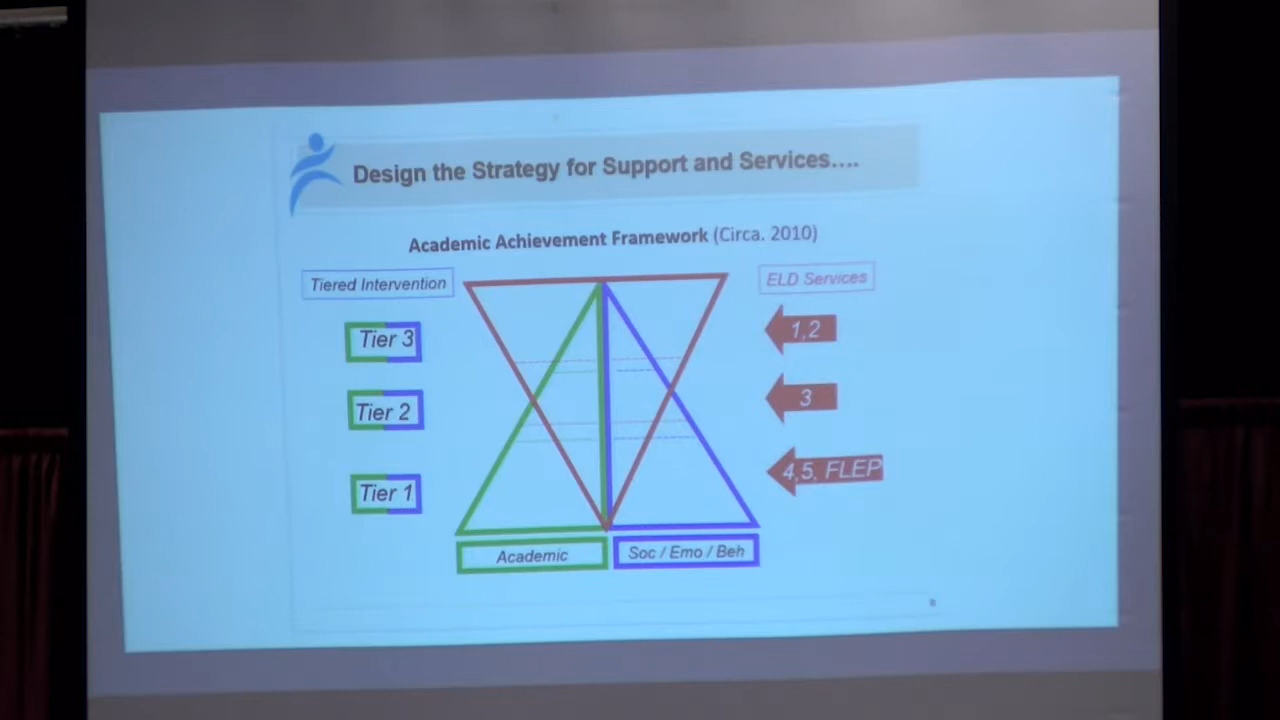 Design the Strategy for Support and Services....
Academic Achievement Framework (Circa. 2010)
Tiered Intervention
ELD Services
Tier 3
1,2
Tier 2
3
Tier 1
4,5, FLEP
Academic
Soc / Emo / Beh